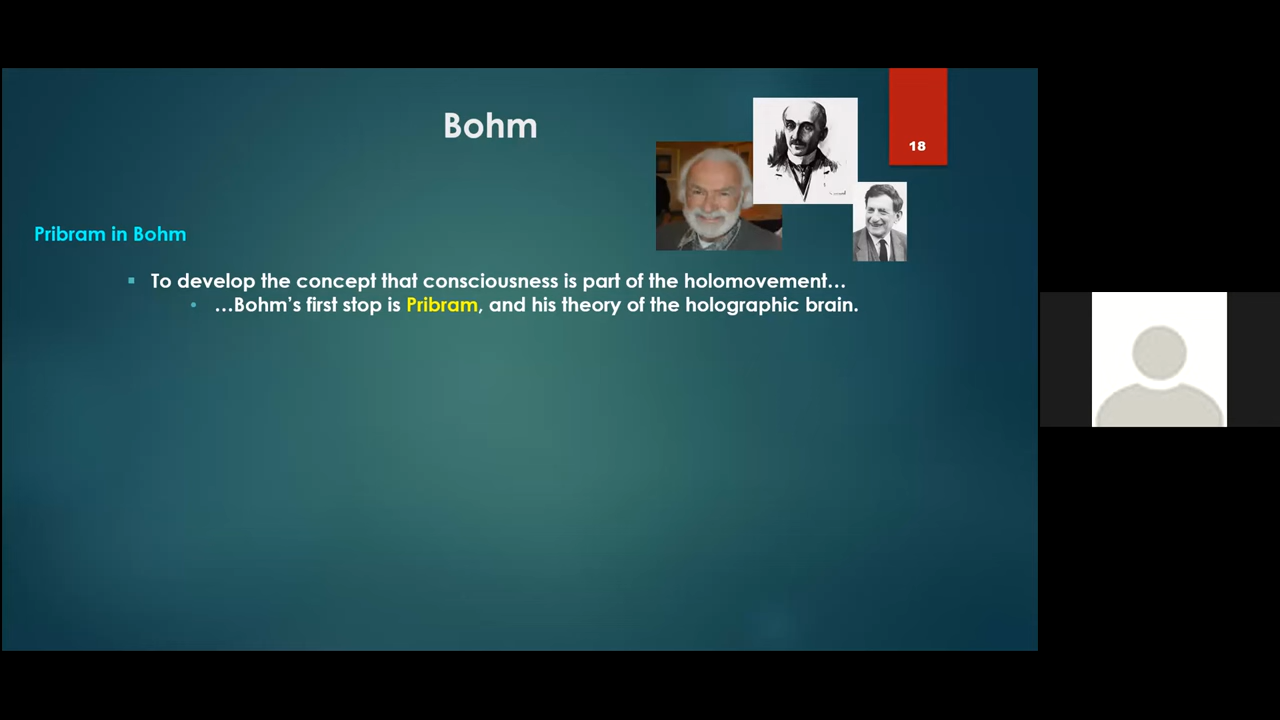 Bohm
18
Pribram in Bohm
To develop the concept that consciousness is part of the holomovement…
…Bohm’s first stop is Pribram, and his theory of the holographic brain.